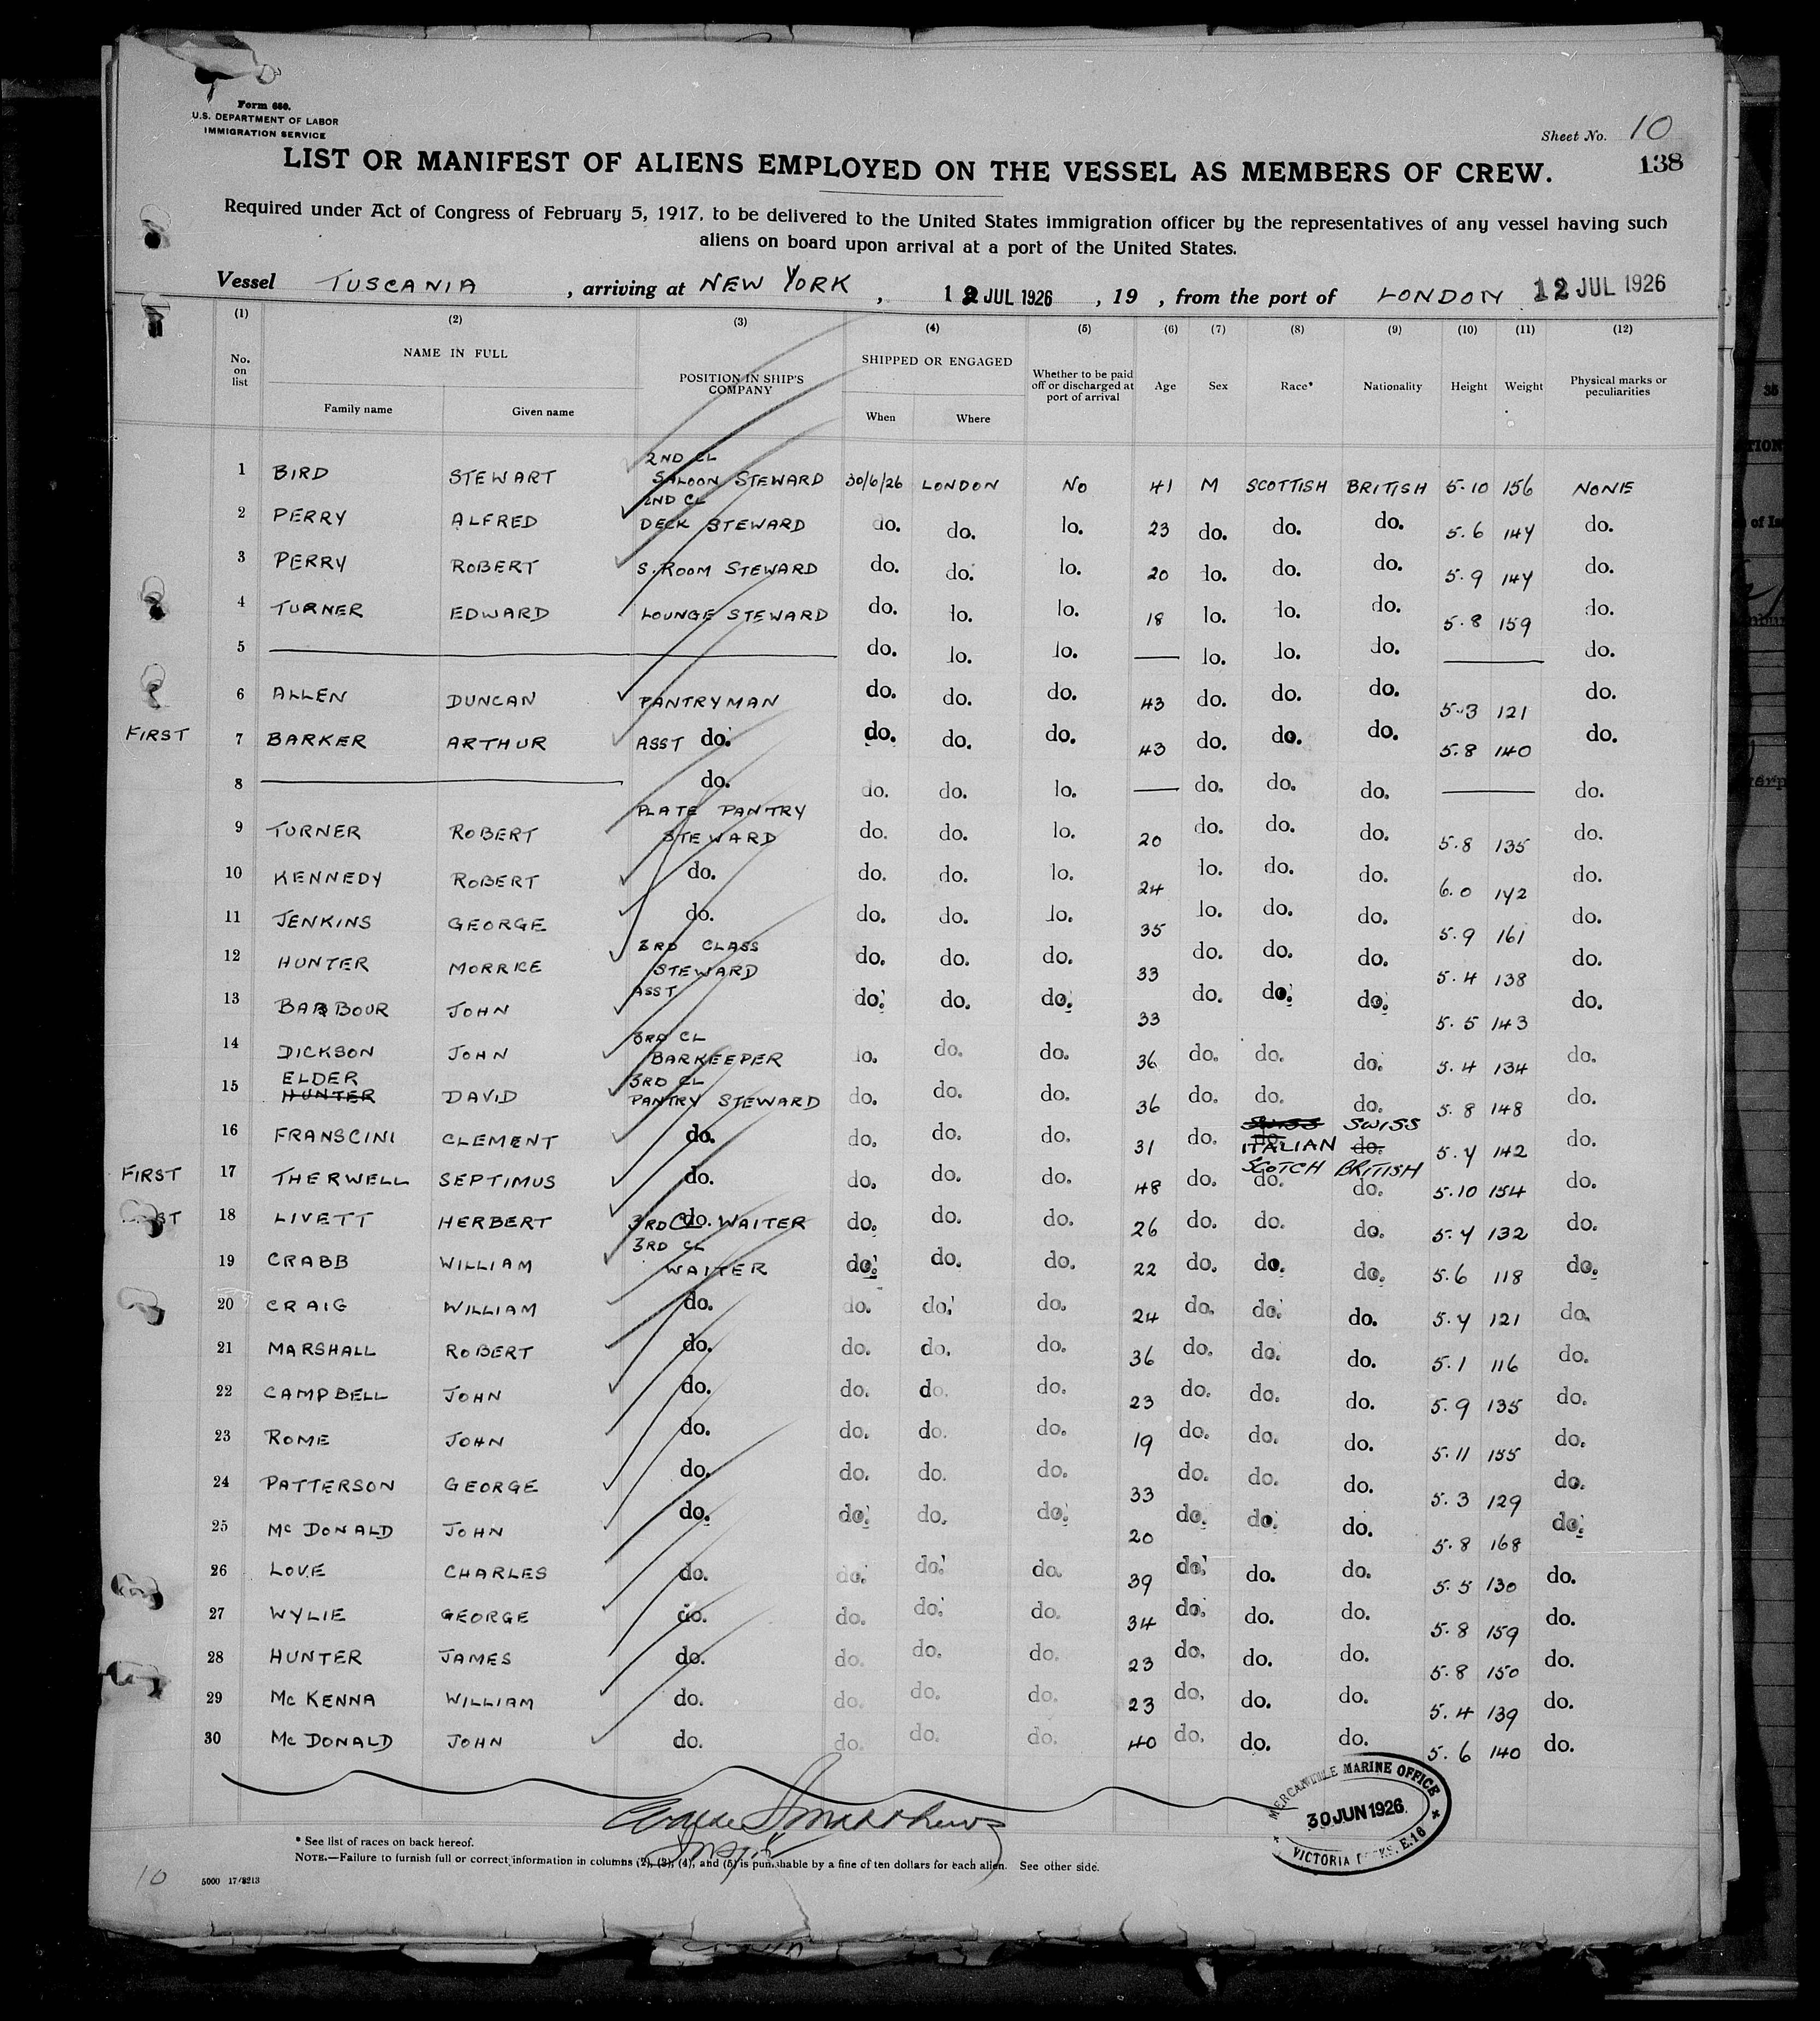 Form 680.
U.S. DEPARTMENT OF LABOR
IMMIGRATION SERVICE
Sheet No. 10
138
LIST OR MANIFEST OF ALIENS EMPLOYED ON THE VESSEL AS MEMBERS OF CREW.
Required under Act of Congress of February 5, 1917, to be delivered to the United States immigration officer by the representatives of any vessel having such
aliens on board upon arrival at a port of the United States.
Vessel TUSCANIA , arriving at NEW YORK , 12 JUL 1926 , 19 , from the port of LONDON 12 JUL 1926
(1) (2) (3) (4) (5) (6) (7) (8) (9) (10) (11) (12)
No. on list NAME IN FULL POSITION IN SHIP'S COMPANY SHIPPED OR ENGAGED Whether to be paid off or discharged at port of arrival Age Sex Race* Nationality Height Weight Physical marks or peculiarities
Family name Given name When Where
1 BIRD STEWART 2ND CL SALOON STEWARD 30/6/26 LONDON NO 41 M SCOTTISH BRITISH 5-10 156 NONE
2 PERRY ALFRED 2ND CL DECK STEWARD do. do. lo. 23 do. do. do. 5.6 144 do.
3 PERRY ROBERT S. ROOM STEWARD do. do. lo. 20 lo. do. do. 5.9 144 do.
4 TURNER EDWARD LOUNGE STEWARD do. lo. lo. 18 lo. lo. do. 5.8 159 do.
5 do. lo. lo. lo. lo. do. do.
6 ALLEN DUNCAN PANTRYMAN do. do. do. 43 do. do. do. 5.3 121 do.
FIRST 7 BARKER ARTHUR ASST do. do. do. do. 43 do. do. do. 5.8 140 do.
8 do. do. do. lo. do. do. do. do.
9 TURNER ROBERT PLATE PANTRY STEWARD do. do. lo. 20 do. do. do. 5.8 135 do.
10 KENNEDY ROBERT do. do. do. lo. 24 lo. do. do. 6.0 142 do.
11 JENKINS GEORGE do. do. do. lo. 35 lo. do. do. 5.9 161 do.
12 HUNTER MORRICE 3RD CLASS STEWARD do. do. do. 33 do. do. do. 5.4 138 do.
13 BARBOUR JOHN ASST do. do. do. 33 do. do. do. 5.5 143 do.
14 DICKSON JOHN 3RD CL BARKEEPER lo. do. do. 36 do. do. do. 5.4 134 do.
15 ELDER HUNTER DAVID 3RD CL PANTRY STEWARD do. do. do. 36 do. do. do. 5.8 148 do.
16 FRANSCINI CLEMENT do. do. do. do. 31 do. SWISS do. ITALIAN SWISS do. 5.4 142 do.
FIRST 17 THERWELL SEPTIMUS do. do. do. do. 48 do. SCOTCH do. BRITISH do. 5.10 154 do.
18 LIVETT HERBERT 3RD CL do. WAITER do. do. do. 26 do. do. do. 5.4 132 do.
19 CRABB WILLIAM 3RD CL WAITER do. do. do. 22 do. do. do. 5.6 118 do.
20 CRAIG WILLIAM do. do. do. do. 24 do. do. do. 5.4 121 do.
21 MARSHALL ROBERT do. do. do. do. 36 do. do. do. 5.1 116 do.
22 CAMPBELL JOHN do. do. do. do. 23 do. do. do. 5.9 135 do.
23 ROME JOHN do. do. do. do. 19 do. do. do. 5.11 155 do.
24 PATTERSON GEORGE do. do. do. do. 33 do. do. do. 5.3 129 do.
25 McDONALD JOHN do. do. do. do. 20 do. do. do. 5.8 168 do.
26 LOVE CHARLES do. do. do. do. 39 do. do. do. 5.5 130 do.
27 WYLIE GEORGE do. do. do. do. 34 do. do. do. 5.8 159 do.
28 HUNTER JAMES do. do. do. do. 23 do. do. do. 5.8 150 do.
29 McKENNA WILLIAM do. do. do. do. 23 do. do. do. 5.4 139 do.
30 McDONALD JOHN do. do. do. do. 40 do. do. do. 5.6 140 do.
MERCANTILE MARINE OFFICE
30 JUN 1926
VICTORIA E.16
* See list of races on back hereof.
NOTE.—Failure to furnish full or correct information in columns (2), (3), (4), and (5) is punishable by a fine of ten dollars for each alien. See other side.
10
5000 17/8213